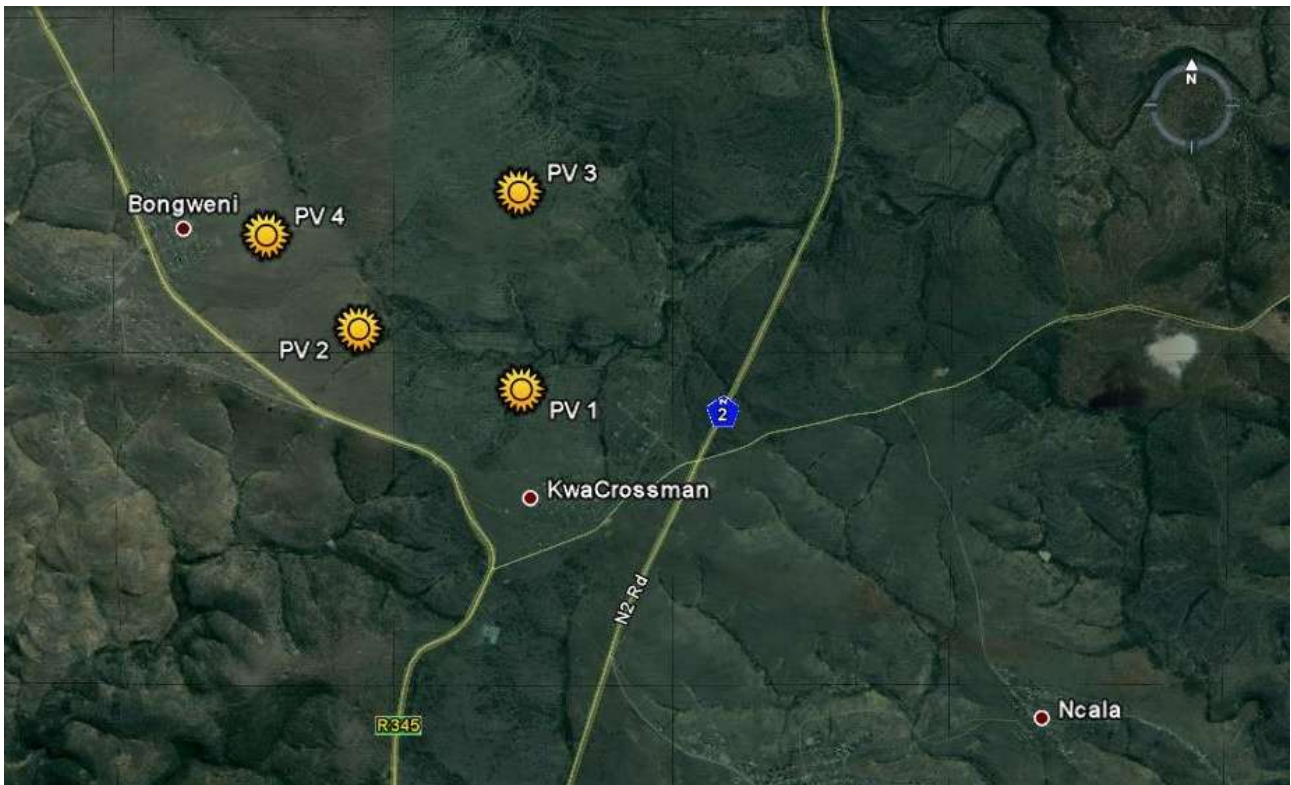 N
PV 3
Bongweni
PV 4
PV 2
PV 1
N
2
KwaCrossman
N2 Rd
Ncala
R345